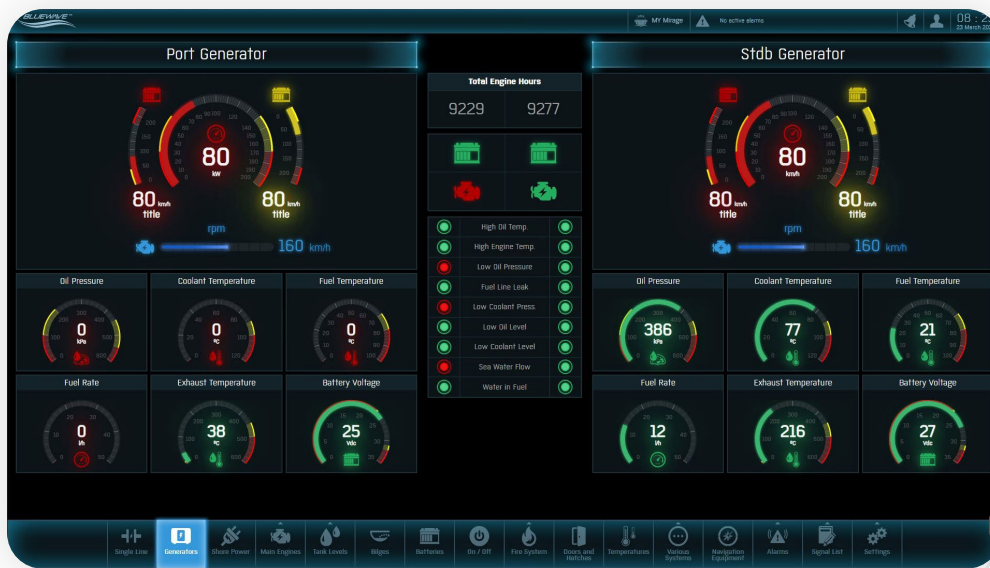 BLUEWAVE
MY Mirage
No active alarms
08 : 2
23 March 202
Port Generator
80
kW
80 km/h
title
80 km/h
title
rpm
160 km/h
Oil Pressure
0
kPa
Coolant Temperature
0
°C
Fuel Temperature
0
°C
Fuel Rate
0
l/h
Exhaust Temperature
38
°C
Battery Voltage
25
Vdc
Total Engine Hours
9229 9277
High Oil Temp.
High Engine Temp.
Low Oil Pressure
Fuel Line Leak
Low Coolant Press.
Low Oil Level
Low Coolant Level
Sea Water Flow
Water in Fuel
Stdb Generator
80
km/h
80 km/h
title
80 km/h
title
rpm
160 km/h
Oil Pressure
386
kPa
Coolant Temperature
77
°C
Fuel Temperature
21
°C
Fuel Rate
12
l/h
Exhaust Temperature
216
°C
Battery Voltage
27
Vdc
Single Line
Generators
Shore Power
Main Engines
Tank Levels
Bilges
Batteries
On / Off
Fire System
Doors and
Hatches
Temperatures
Various
Systems
Navigation
Equipment
Alarms
Signal List
Settings